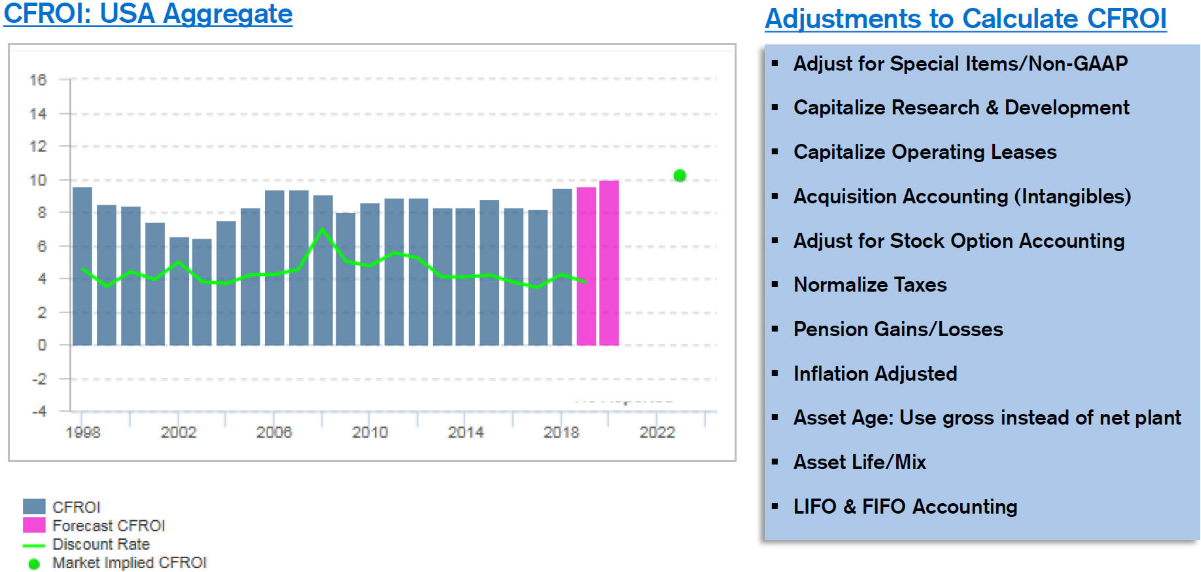 CFROI: USA Aggregate
16
14
12
10
8
6
4
2
0
-2
-4
1998 2002 2006 2010 2014 2018 2022
CFROI
Forecast CFROI
Discount Rate
Market Implied CFROI
Adjustments to Calculate CFROI
▪ Adjust for Special Items/Non-GAAP
▪ Capitalize Research & Development
▪ Capitalize Operating Leases
▪ Acquisition Accounting (Intangibles)
▪ Adjust for Stock Option Accounting
▪ Normalize Taxes
▪ Pension Gains/Losses
▪ Inflation Adjusted
▪ Asset Age: Use gross instead of net plant
▪ Asset Life/Mix
▪ LIFO & FIFO Accounting